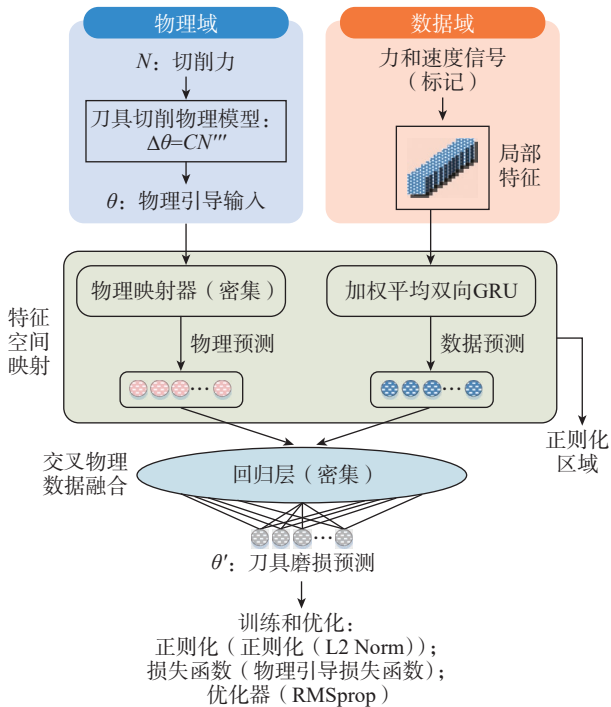 物理域
N：切削力
刀具切削物理模型：
Δθ=CN‴
θ：物理引导输入
数据域
力和速度信号
（标记）
局部
特征
特征
空间
映射
物理映射器（密集）
加权平均双向GRU
物理预测
数据预测
正则化
区域
交叉物理
数据融合
回归层（密集）
θ′：刀具磨损预测
训练和优化：
正则化（正则化（L2 Norm））；
损失函数（物理引导损失函数）；
优化器（RMSprop）